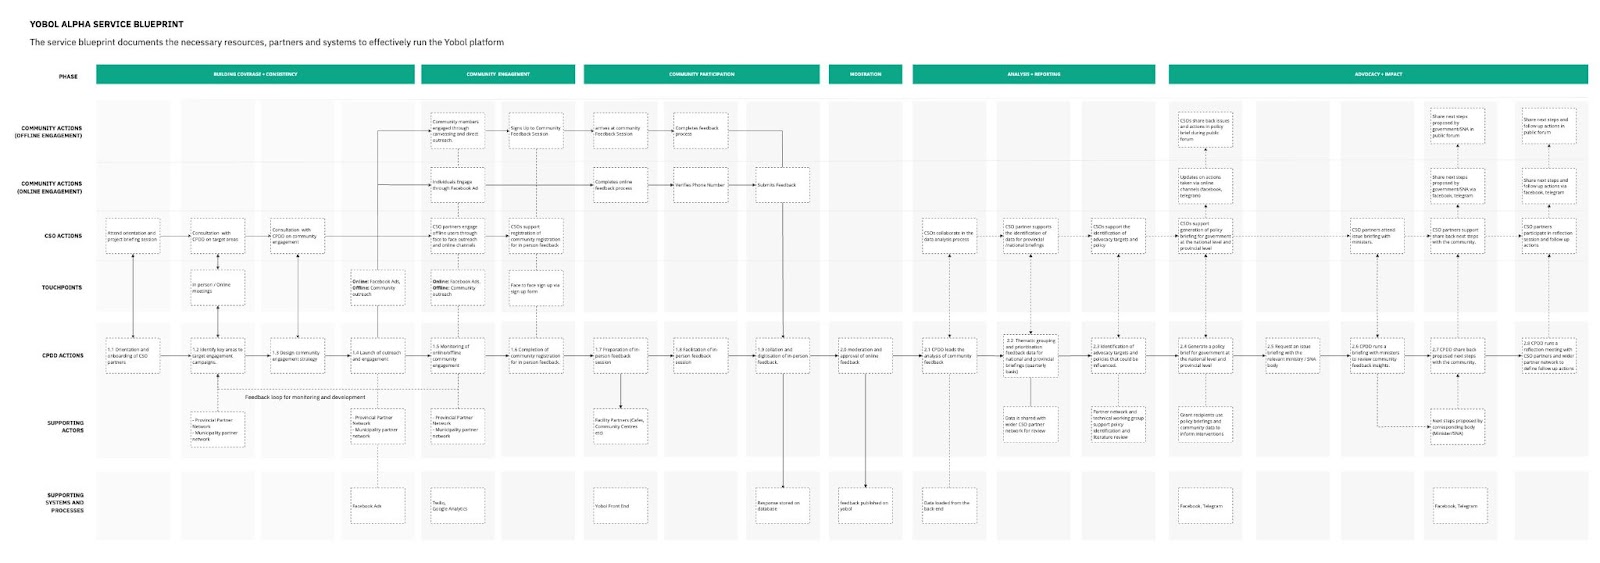 YOBOL ALPHA SERVICE BLUEPRINT
The service blueprint documents the necessary resources, partners and systems to effectively run the Yobol platform
PHASE
BUILDING COVERAGE + CONSISTENCY
COMMUNITY ENGAGEMENT
COMMUNITY PARTICIPATION
MODERATION
ANALYSIS + REPORTING
ADVOCACY + IMPACT
COMMUNITY ACTIONS
(OFFLINE ENGAGEMENT)
Community members
engaged through
canvassing and direct
outreach.
Signs Up to Community
Feedback Session
arrives at community
Feedback Session
Completes feedback
process
CSOs share back issues
and actions in policy
brief during public
forum
Share next steps
proposed by
government/SNA in
public forum
Share next steps and
follow up actions in
public forum
COMMUNITY ACTIONS
(ONLINE ENGAGEMENT)
Individuals Engage
through Facebook Ad
Completes online
feedback process
Verifies Phone Number
Submits Feedback
Updates on actions
taken via online
channels (facebook,
telegram)
Share next steps
proposed by
government/SNA via
facebook, telegram
Share next steps and
follow up actions via
facebook, telegram
CSO ACTIONS
Attend orientation and
project briefing session
Consultation with
CPDD on target areas
Consultation with
CPDD on community
engagement
CSO partners engage
offline users through
face to face outreach
and online channels
CSOs support
registration of
community registration
for in person feedback
CSOs collaborate in the
data analysis process
CSO partner supports
the identification of
data for provincial
/national briefings
CSOs support the
identification of
advocacy targets and
policy
CSOs support
generation of policy
briefing for government
at the national level and
provincial level
CSO partners attend
issue briefing with
ministers.
CSO partners support
share back next steps
with the community.
CSO partners
participate in reflection
session and follow up
actions
TOUCHPOINTS
In person / Online
meetings
Online: Facebook Ads,
Offline: Community
outreach
Online: Facebook Ads,
Offline: Community
outreach
Face to face sign up via
sign up form
CPDD ACTIONS
1.1 Orientation and
onboarding of CSO
partners
1.2 Identify key areas to
target engagement
campaigns.
1.3 Design community
engagement strategy
1.4 Launch of outreach
and engagement
1.5 Monitoring of
online/offline
community
engagement
1.6 Completion of
community registration
for in person feedback
1.7 Preparation of in-
person feedback
session
1.8 Facilitation of in-
person feedback
session
1.9 Collation and
digitisation of in-person
feedback.
2.0 moderation and
approval of online
feedback
2.1 CPDD leads the
analysis of community
feedback
2.2 Thematic grouping
and prioritisation
feedback data for
national and provincial
briefings (quarterly
basis)
2.3 Identification of
advocacy targets and
policies that could be
influenced.
2.4 Generate a policy
brief for government at
the national level and
provincial level
2.5 Request an issue
briefing with the
relevant ministry / SNA
body
2.6 CPDD runs a
briefing with ministers
to review community
feedback insights.
2.7 CPDD share back
proposed next steps
with the community.
2.8 CPDD runs a
reflection meeting with
CSO partners and wider
partner network to
define follow up actions
Feedback loop for monitoring and development
SUPPORTING
ACTORS
- Provincial Partner
Network
- Municipality partner
network
- Provincial Partner
Network
- Municipality partner
network
- Provincial Partner
Network
- Municipality partner
network
Facility Partners (Cafes,
Community Centres
etc)
Data is shared with
wider CSO partner
network for review
Partner network and
technical working group
support policy
identification and
literature review
Grant recipients use
policy briefings and
community data to
inform interventions
Next steps proposed by
corresponding body
(Minister/SNA)
SUPPORTING
SYSTEMS AND
PROCESSES
Facebook Ads
Twilio,
Google Analytics
Yobol Front End
Response stored on
database
feedback published on
yobol
Data loaded from the
back-end
Facebook, Telegram
Facebook, Telegram